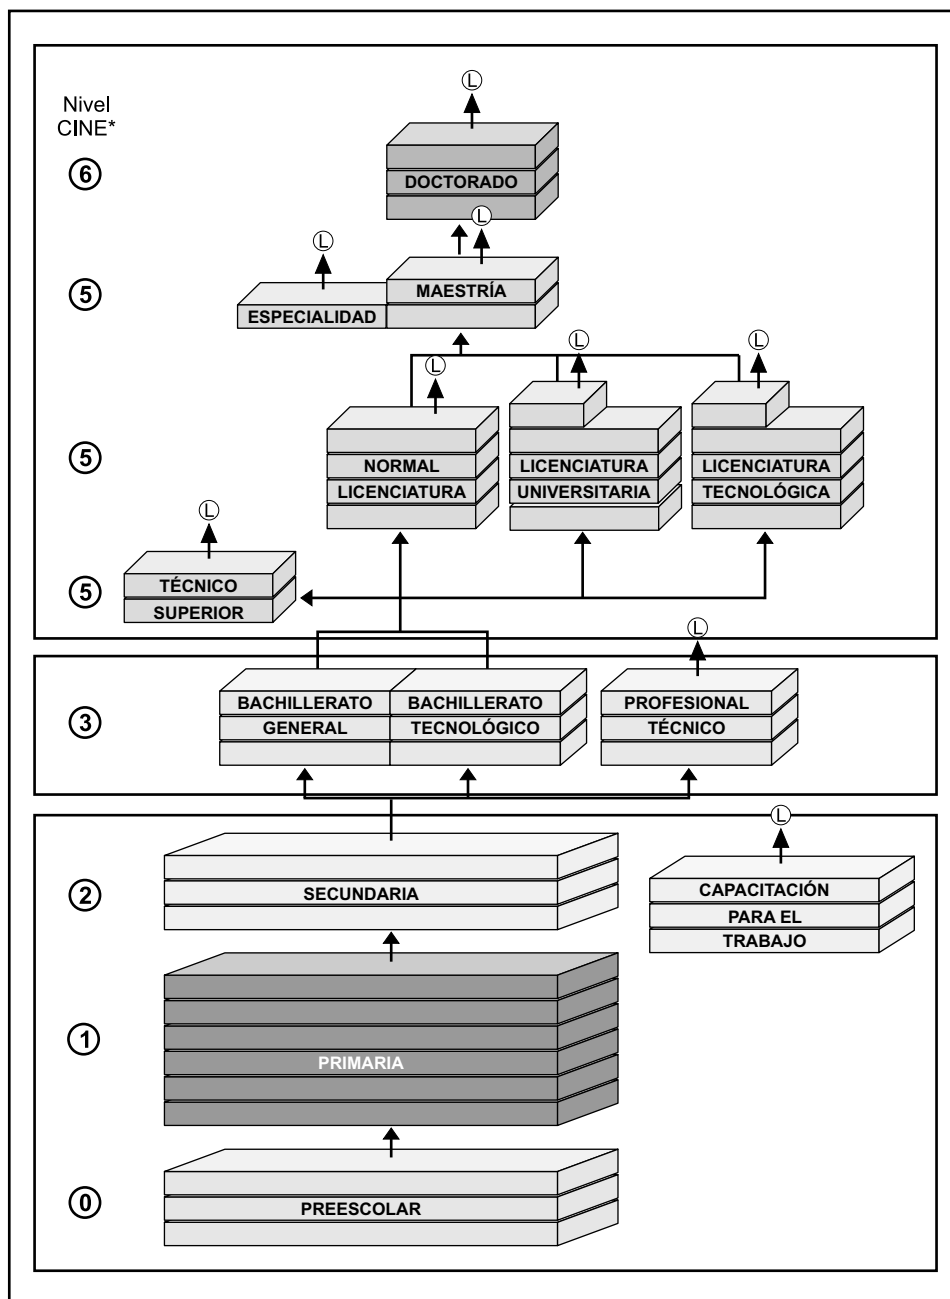 Ⓛ
Nivel
CINE*
⑥
DOCTORADO
Ⓛ
Ⓛ
⑤
MAESTRÍA
ESPECIALIDAD
Ⓛ
Ⓛ
Ⓛ
⑤
NORMAL
LICENCIATURA
LICENCIATURA
UNIVERSITARIA
LICENCIATURA
TECNOLÓGICA
Ⓛ
⑤
TÉCNICO
SUPERIOR
Ⓛ
③
BACHILLERATO
GENERAL
BACHILLERATO
TECNOLÓGICO
PROFESIONAL
TÉCNICO
Ⓛ
②
SECUNDARIA
CAPACITACIÓN
PARA EL
TRABAJO
①
PRIMARIA
⓪
PREESCOLAR